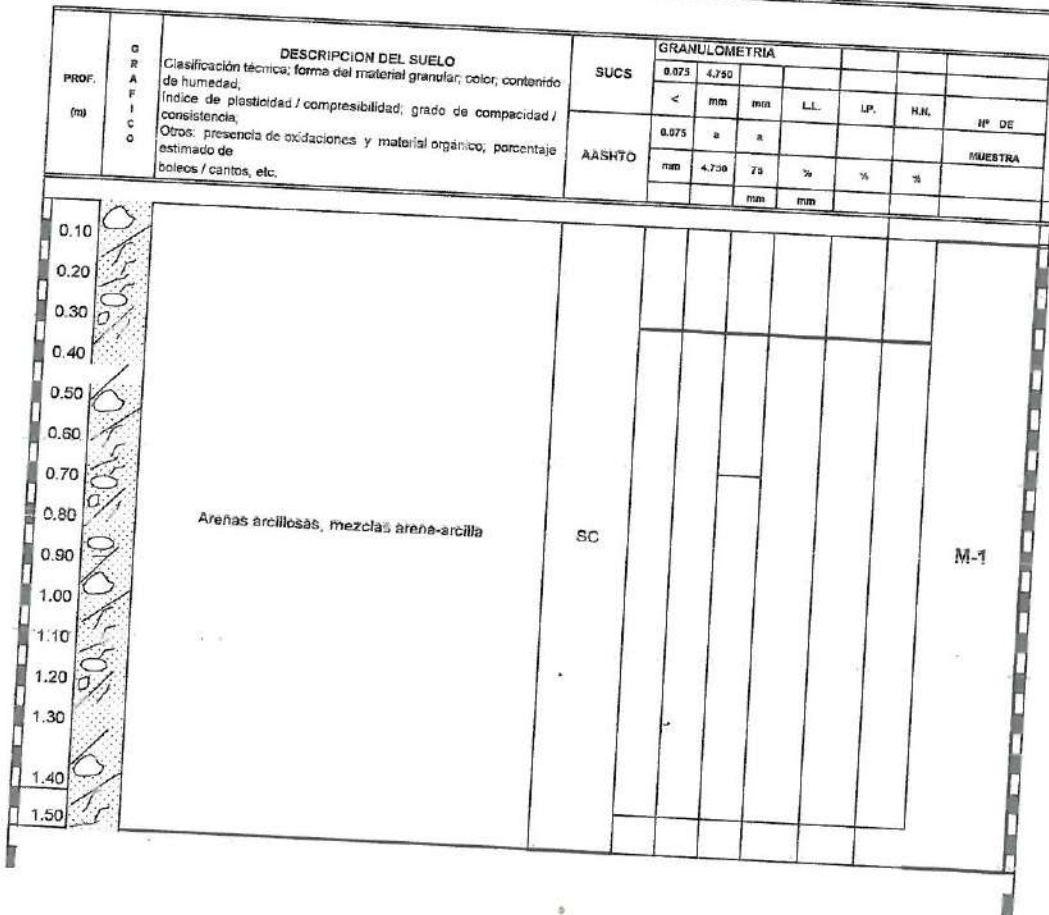 PROF.
(m)
G
R
A
F
I
C
O
DESCRIPCION DEL SUELO
Clasificación técnica; forma del material granular; color; contenido
de humedad;
Índice de plasticidad / compresibilidad; grado de compacidad /
consistencia;
Otros: presencia de oxidaciones y material orgánico; porcentaje
estimado de
boleos / cantos, etc.
SUCS
AASHTO
GRANULOMETRIA
0.075 4.750
< mm mm L.L. I.P. H.N. Nº DE
0.075 a a MUESTRA
mm 4.750 75 % % %
mm mm
0.10
0.20
0.30
0.40
0.50
0.60
0.70
0.80
0.90
1.00
1.10
1.20
1.30
1.40
1.50
Arenas arcillosas, mezclas arena-arcilla
SC
M-1